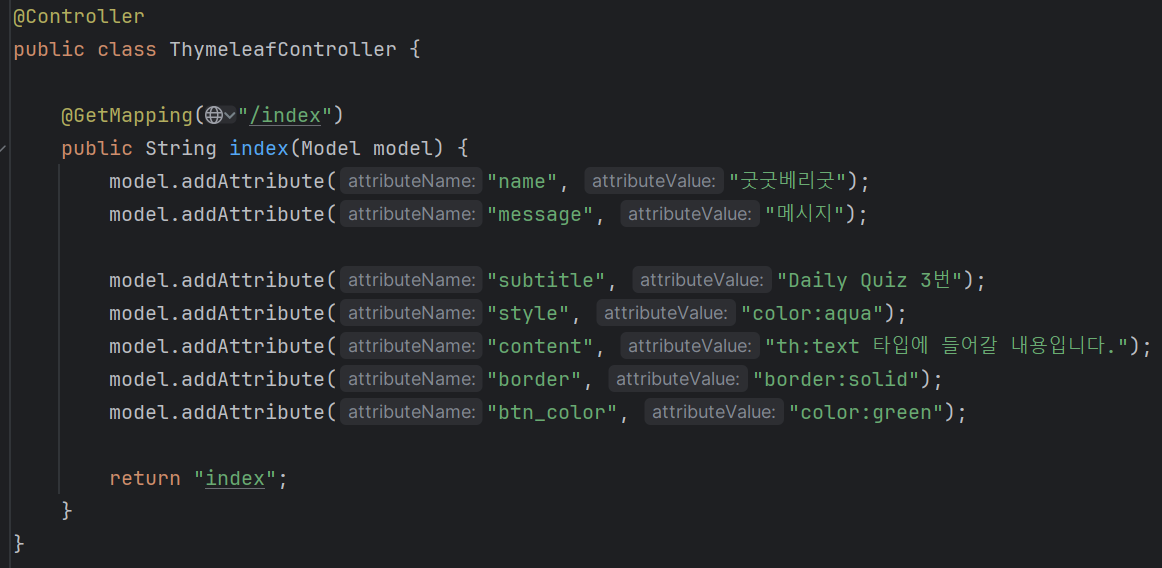 @Controller
public class ThymeleafController {
@GetMapping("/index")
public String index(Model model) {
model.addAttribute( attributeName: "name", attributeValue: "굿굿베리굿");
model.addAttribute( attributeName: "message", attributeValue: "메시지");
model.addAttribute( attributeName: "subtitle", attributeValue: "Daily Quiz 3번");
model.addAttribute( attributeName: "style", attributeValue: "color:aqua");
model.addAttribute( attributeName: "content", attributeValue: "th:text 타입에 들어갈 내용입니다.");
model.addAttribute( attributeName: "border", attributeValue: "border:solid");
model.addAttribute( attributeName: "btn_color", attributeValue: "color:green");
return "index";
}
}